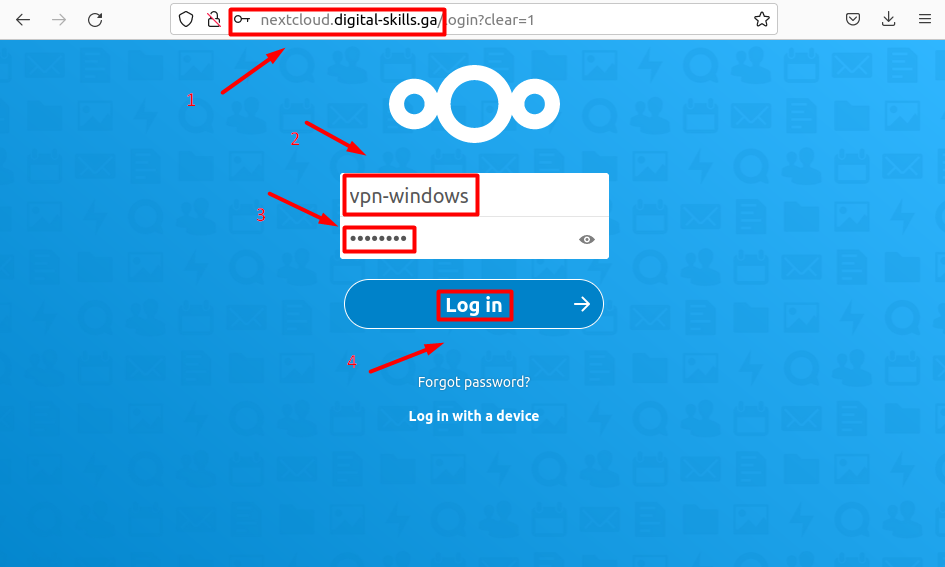 nextcloud.digital-skills.ga/login?clear=1
1
2
vpn-windows
3
••••••••
Log in
4
Forgot password?
Log in with a device